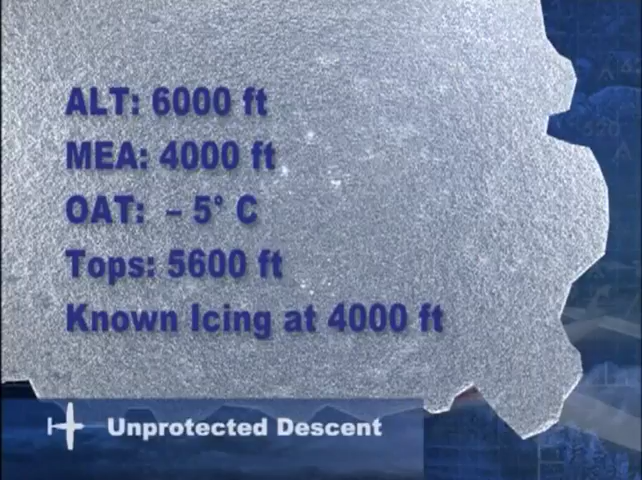 ALT: 6000 ft
MEA: 4000 ft
OAT: – 5° C
Tops: 5600 ft
Known Icing at 4000 ft
Unprotected Descent